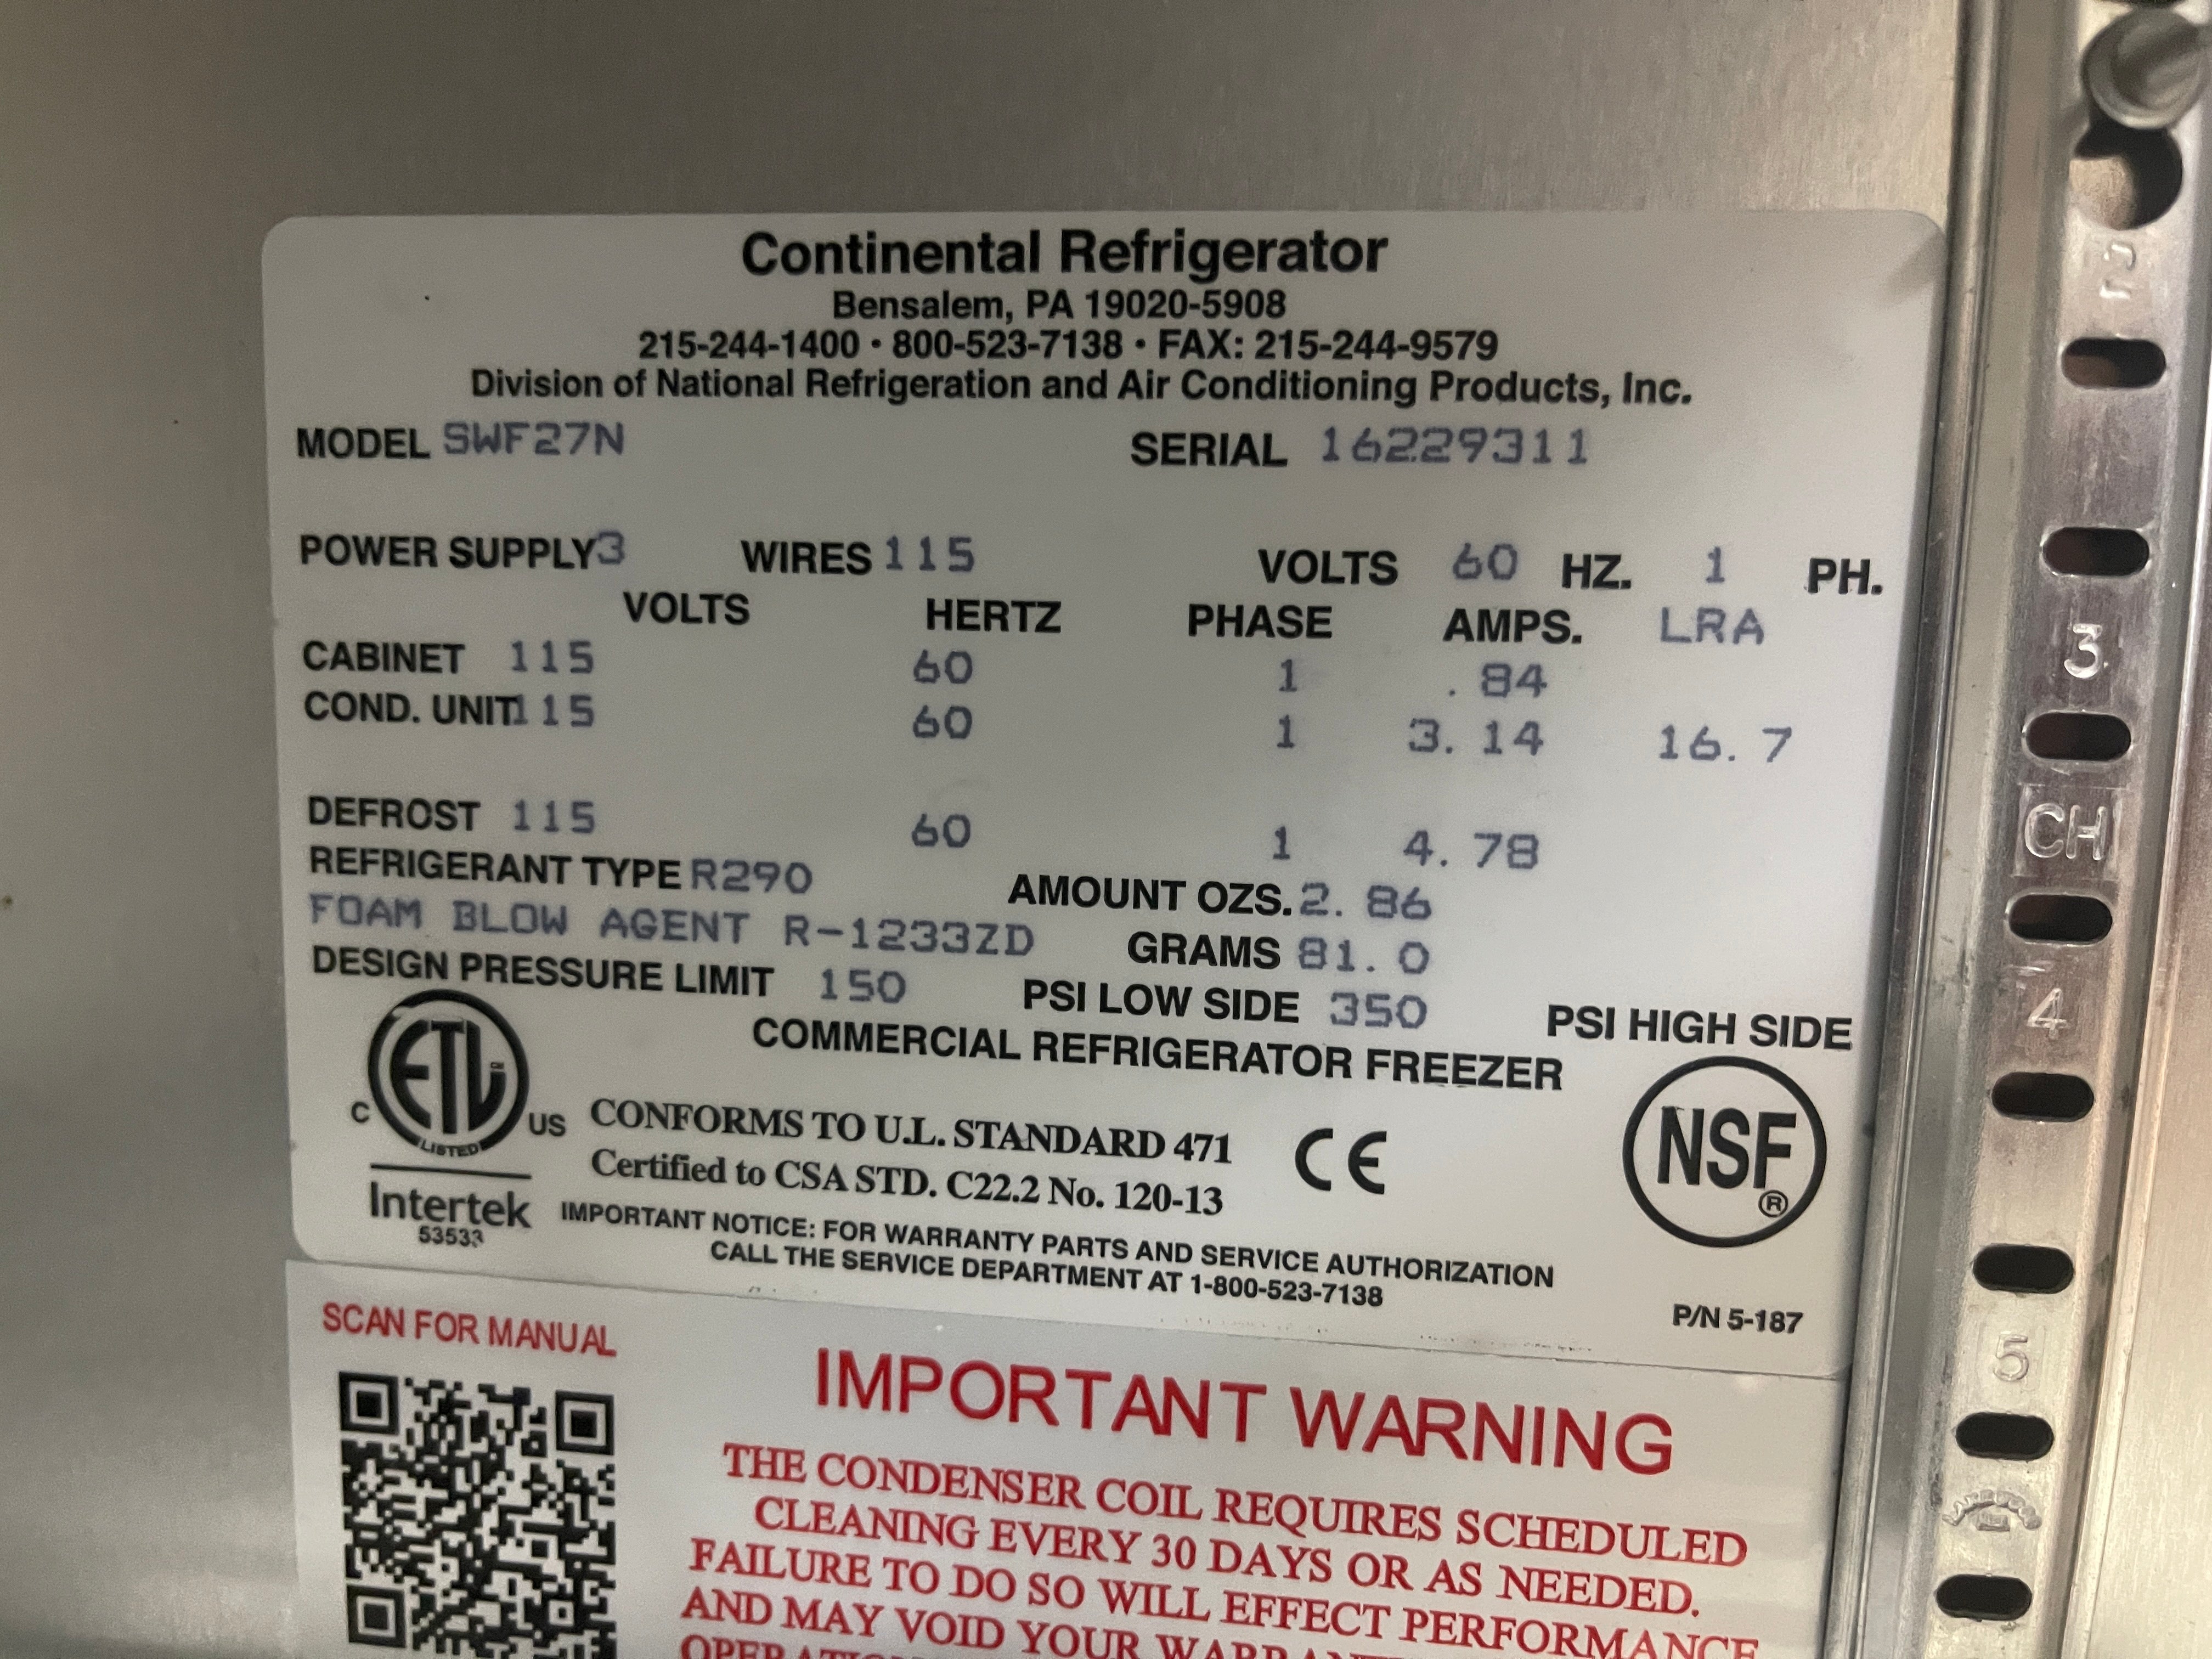 Continental Refrigerator
Bensalem, PA 19020-5908
215-244-1400 • 800-523-7138 • FAX: 215-244-9579
Division of National Refrigeration and Air Conditioning Products, Inc.
MODEL SWF27N SERIAL 16229311
POWER SUPPLY 3 WIRES 115 VOLTS 60 HZ. 1 PH.
VOLTS HERTZ PHASE AMPS. LRA
CABINET 115 60 1 .84
COND. UNIT 115 60 1 3.14 16.7
DEFROST 115 60 1 4.78
REFRIGERANT TYPE R290 AMOUNT OZS. 2.86
FOAM BLOW AGENT R-1233ZD GRAMS 81.0
DESIGN PRESSURE LIMIT 150 PSI LOW SIDE 350 PSI HIGH SIDE
COMMERCIAL REFRIGERATOR FREEZER
C ETL US
LISTED
Intertek
53533
CONFORMS TO U.L. STANDARD 471
Certified to CSA STD. C22.2 No. 120-13
CE
NSF®
IMPORTANT NOTICE: FOR WARRANTY PARTS AND SERVICE AUTHORIZATION
CALL THE SERVICE DEPARTMENT AT 1-800-523-7138
P/N 5-187
SCAN FOR MANUAL
IMPORTANT WARNING
THE CONDENSER COIL REQUIRES SCHEDULED
CLEANING EVERY 30 DAYS OR AS NEEDED.
FAILURE TO DO SO WILL EFFECT PERFORMANCE
AND MAY VOID YOUR
2
3
CH
4
5